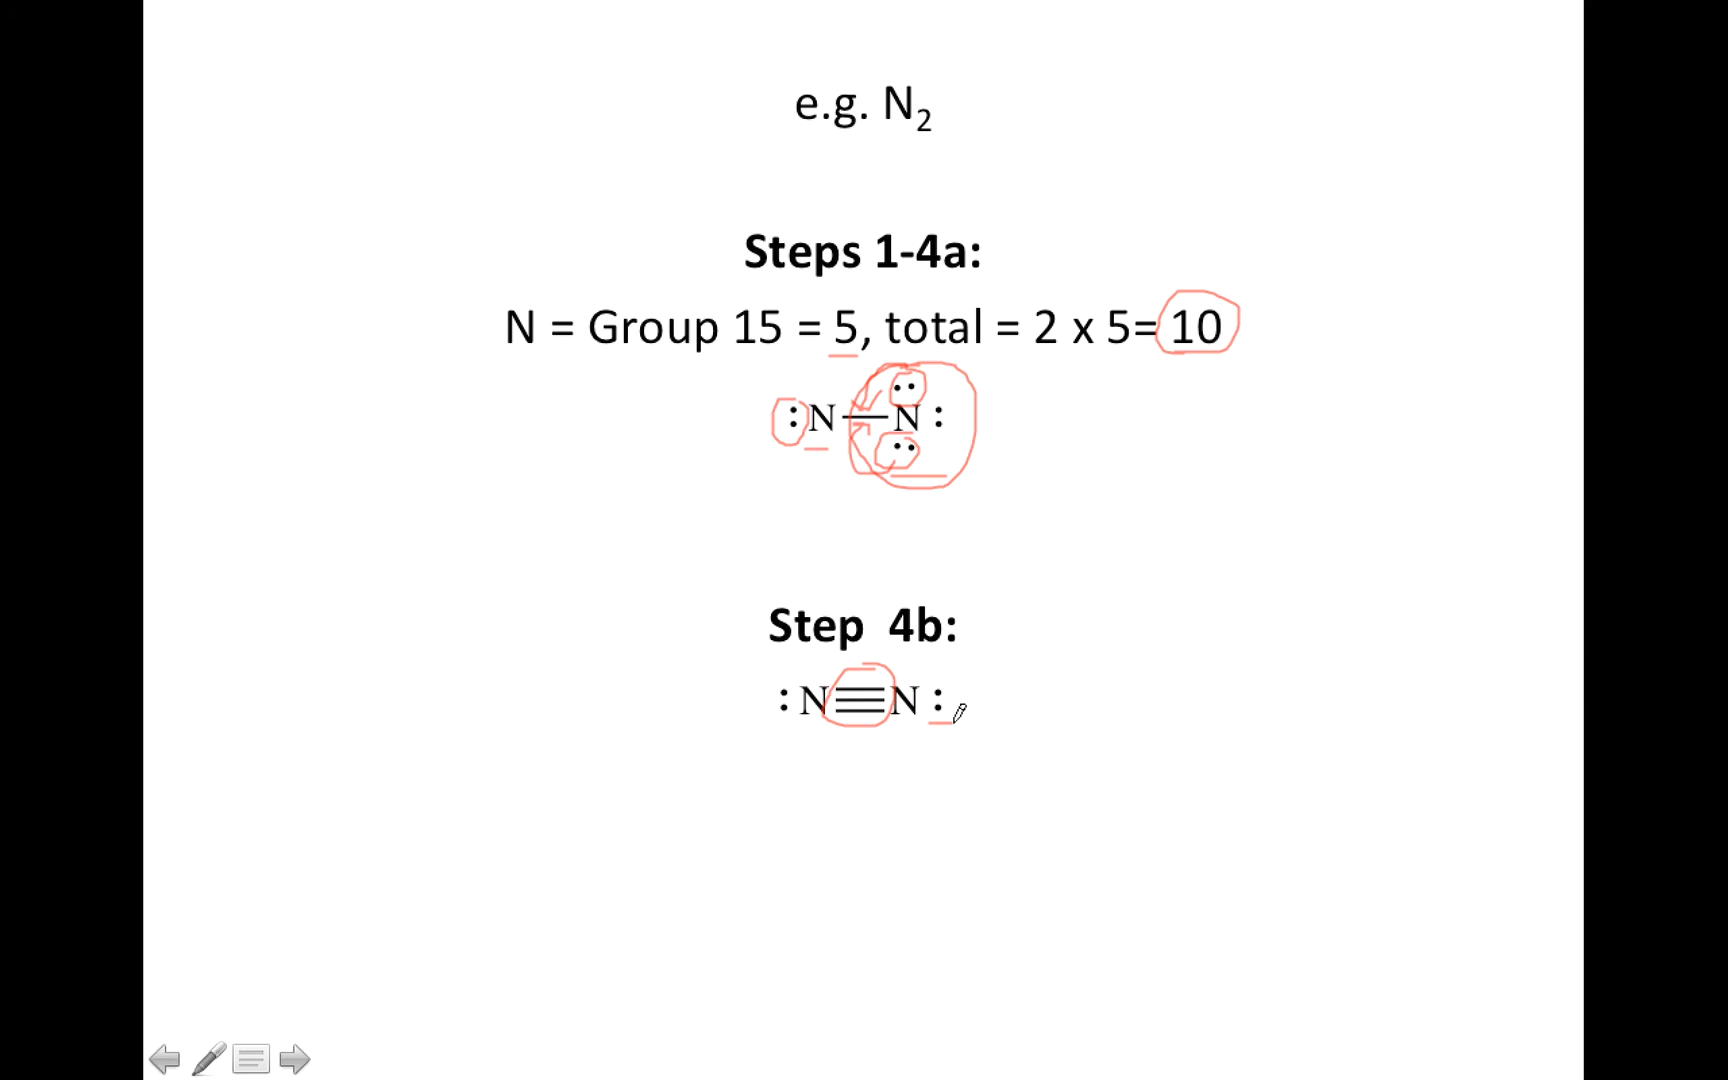 e.g. N₂
Steps 1-4a:
N = Group 15 = 5, total = 2 x 5= 10
:N—N:
Step 4b:
:N≡N: